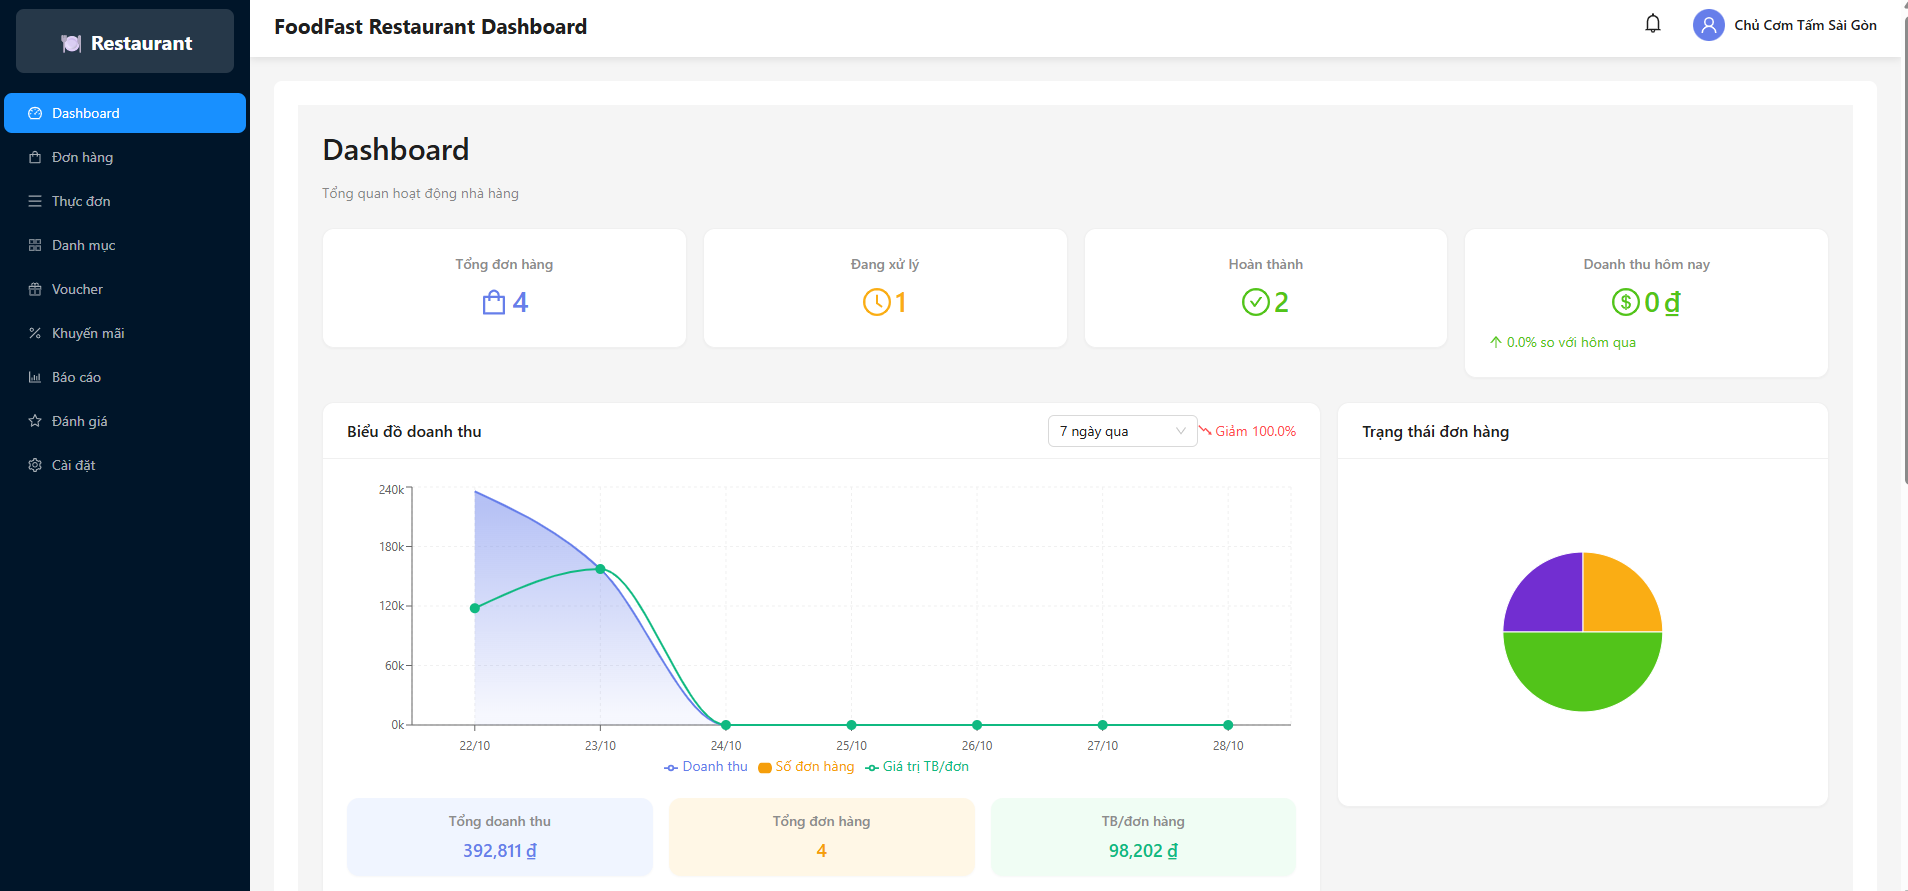 Restaurant
Dashboard
Đơn hàng
Thực đơn
Danh mục
Voucher
Khuyến mãi
Báo cáo
Đánh giá
Cài đặt
FoodFast Restaurant Dashboard
Chủ Cơm Tấm Sài Gòn
Dashboard
Tổng quan hoạt động nhà hàng
Tổng đơn hàng
4
Đang xử lý
1
Hoàn thành
2
Doanh thu hôm nay
0 ₫
0.0% so với hôm qua
Biểu đồ doanh thu
7 ngày qua
Giảm 100.0%
240k
180k
120k
60k
0k
22/10 23/10 24/10 25/10 26/10 27/10 28/10
Doanh thu Số đơn hàng Giá trị TB/đơn
Tổng doanh thu
392,811 ₫
Tổng đơn hàng
4
TB/đơn hàng
98,202 ₫
Trạng thái đơn hàng